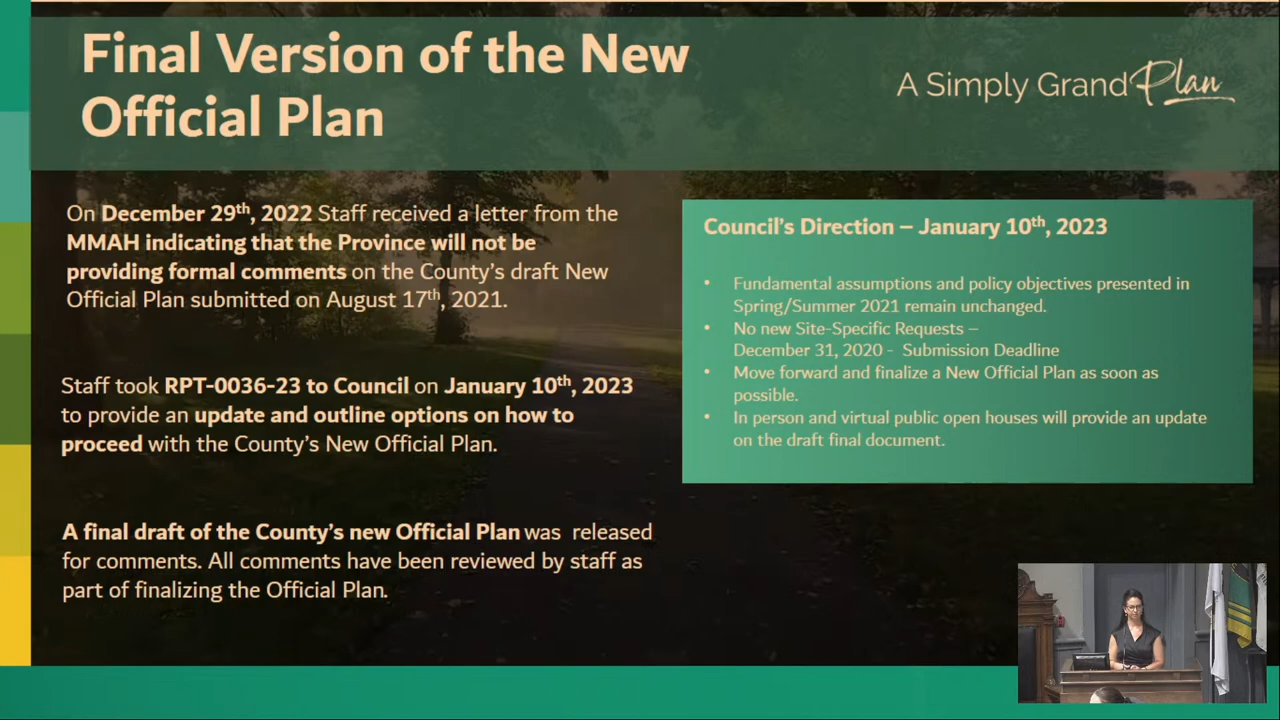 Final Version of the New
Official Plan
A Simply Grand Plan
On December 29th, 2022 Staff received a letter from the
MMAH indicating that the Province will not be
providing formal comments on the County's draft New
Official Plan submitted on August 17th, 2021.
Staff took RPT-0036-23 to Council on January 10th, 2023
to provide an update and outline options on how to
proceed with the County's New Official Plan.
A final draft of the County's new Official Plan was released
for comments. All comments have been reviewed by staff as
part of finalizing the Official Plan.
Council's Direction – January 10th, 2023
• Fundamental assumptions and policy objectives presented in
Spring/Summer 2021 remain unchanged.
• No new Site-Specific Requests –
December 31, 2020 - Submission Deadline
• Move forward and finalize a New Official Plan as soon as
possible.
• In person and virtual public open houses will provide an update
on the draft final document.